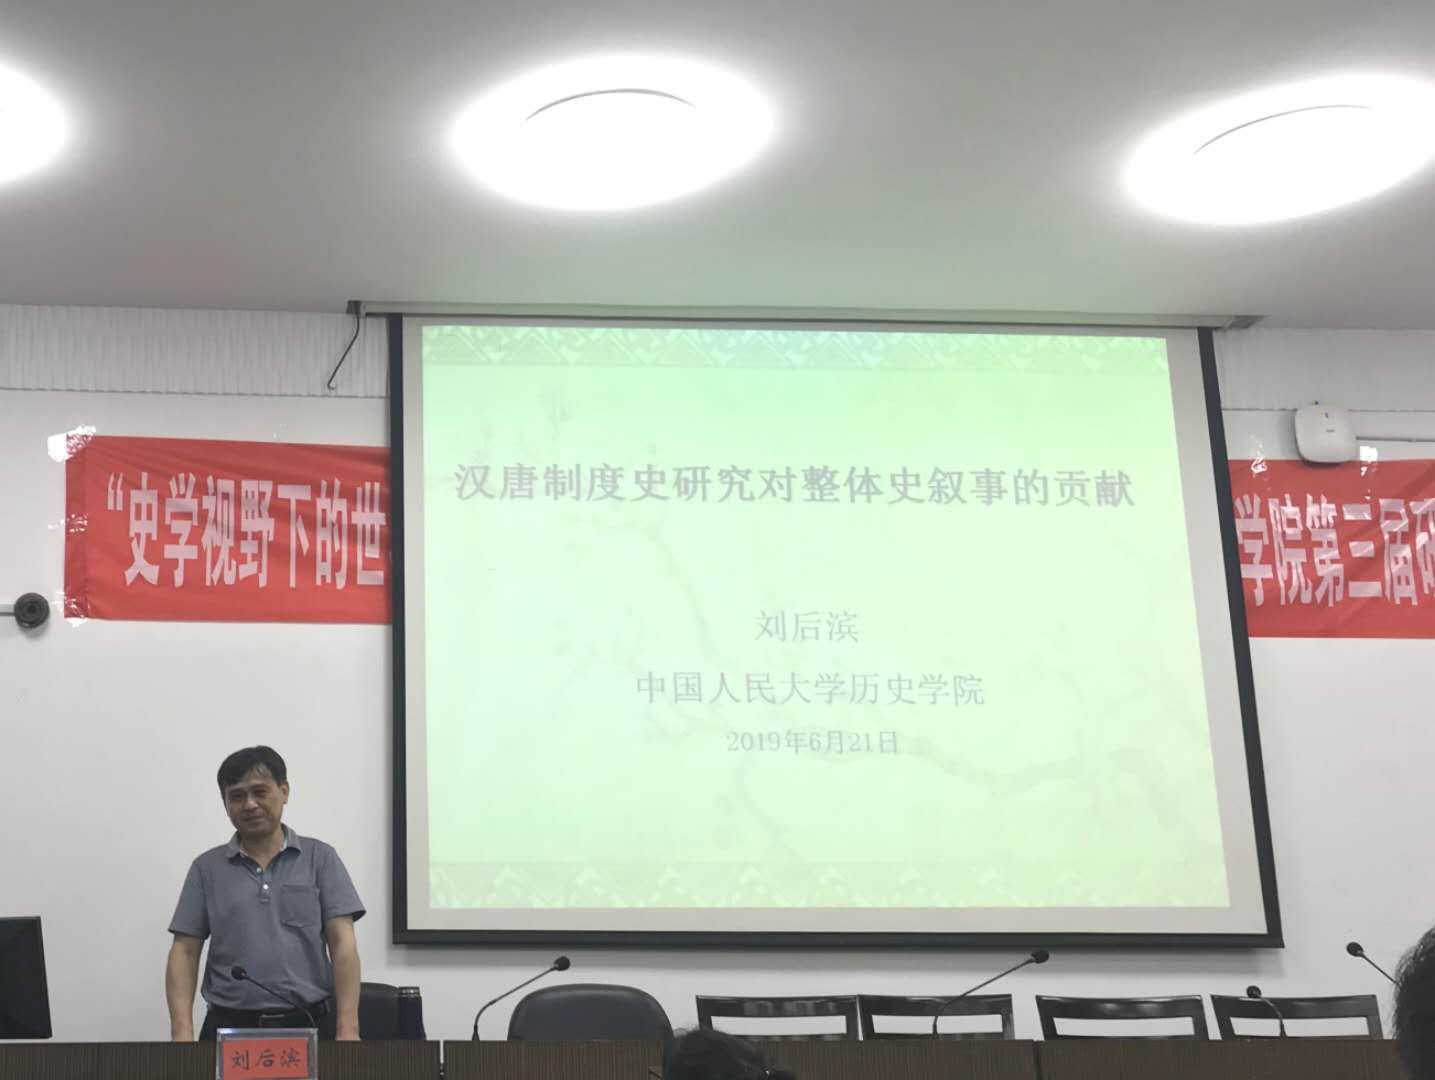 汉唐制度史研究对整体史叙事的贡献
刘后滨
中国人民大学历史学院
2019年6月21日
“史学视野下的世
学院第三届研
刘后滨